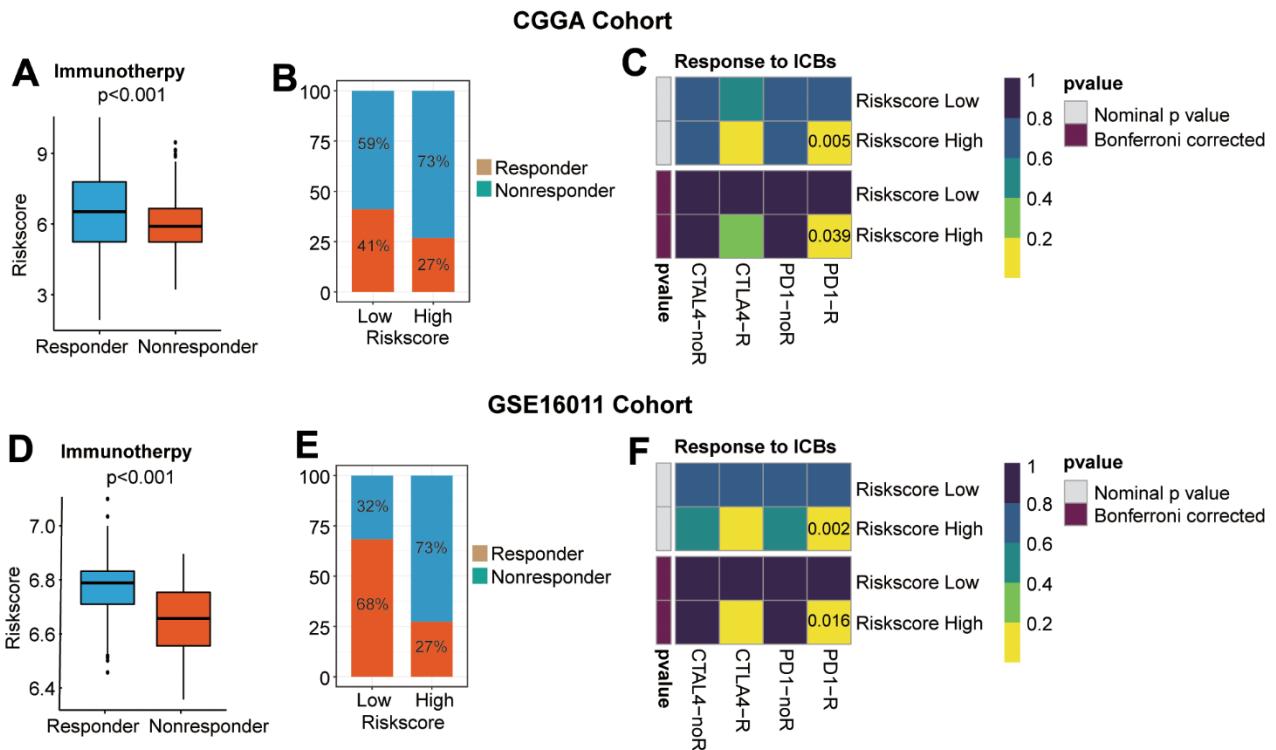 CGGA Cohort
A
Immunotherpy
p<0.001
Riskscore
9
6
3
Responder
Nonresponder
B
100
75
50
25
0
59%
73%
41%
27%
Low
High
Riskscore
Responder
Nonresponder
C
Response to ICBs
Riskscore Low
Riskscore High
0.005
Riskscore Low
Riskscore High
0.039
pvalue
CTAL4-noR
CTLA4-R
PD1-noR
PD1-R
1
0.8
0.6
0.4
0.2
pvalue
Nominal p value
Bonferroni corrected
GSE16011 Cohort
D
Immunotherpy
p<0.001
Riskscore
7.0
6.8
6.6
6.4
Responder
Nonresponder
E
100
75
50
25
0
32%
73%
68%
27%
Low
High
Riskscore
Responder
Nonresponder
F
Response to ICBs
Riskscore Low
Riskscore High
0.002
Riskscore Low
Riskscore High
0.016
pvalue
CTAL4-noR
CTLA4-R
PD1-noR
PD1-R
1
0.8
0.6
0.4
0.2
pvalue
Nominal p value
Bonferroni corrected